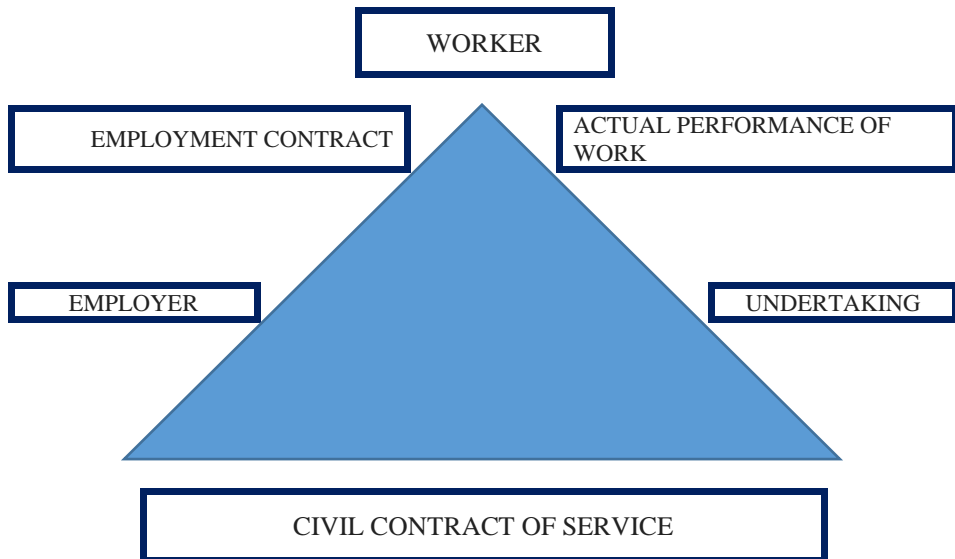 WORKER
EMPLOYMENT CONTRACT
ACTUAL PERFORMANCE OF
WORK
EMPLOYER
UNDERTAKING
CIVIL CONTRACT OF SERVICE